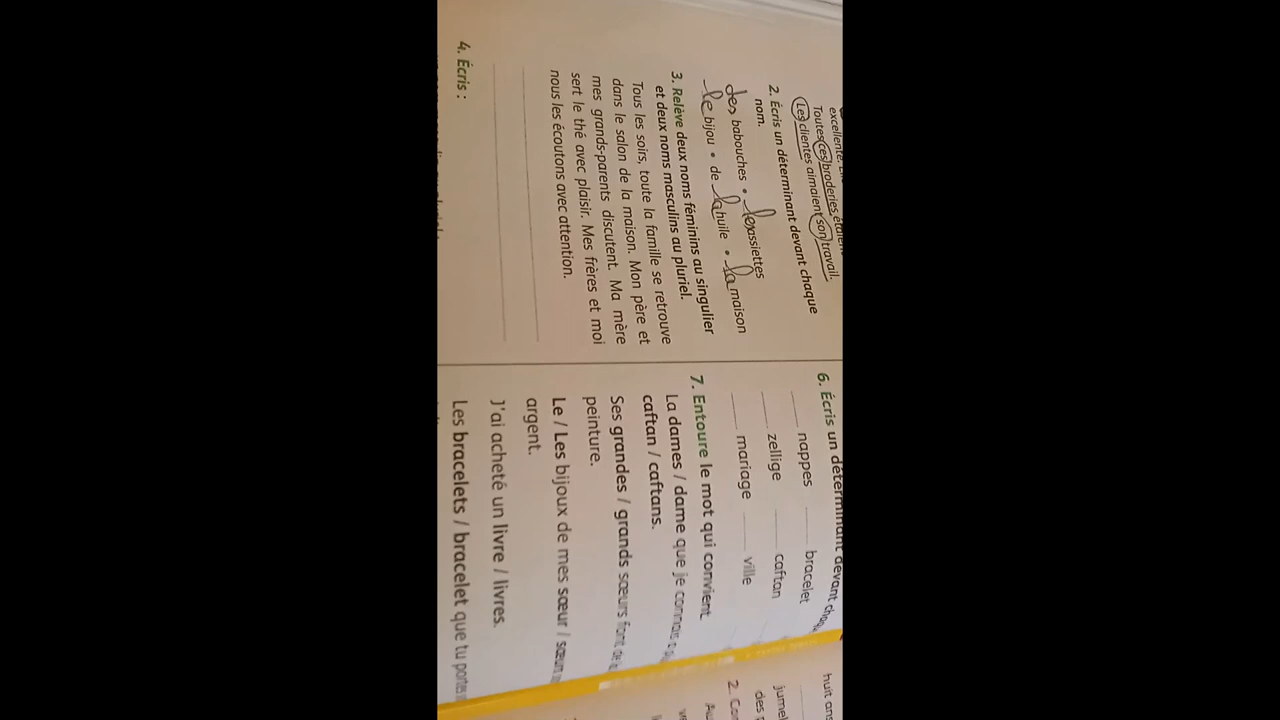 excellente.
Toutes ces broderies
Les clientes aimaient son travail.
2. Écris un déterminant devant chaque
nom.
des babouches • les assiettes
le bijou • de la huile • la maison
3. Relève deux noms féminins au singulier
et deux noms masculins au pluriel.
Tous les soirs, toute la famille se retrouve
dans le salon de la maison. Mon père et
mes grands-parents discutent. Ma mère
sert le thé avec plaisir. Mes frères et moi
nous les écoutons avec attention.
4. Écris :
6. Écris un déterminant devant
nappes bracelet
zellige caftan
mariage ville
7. Entoure le mot qui convient
La dames / dame que je connais
caftan / caftans.
Ses grandes / grands sœurs font
peinture.
Le / Les bijoux de mes sœur /
argent.
J'ai acheté un livre / livres.
Les bracelets / bracelet que tu
huit ans
des
2.